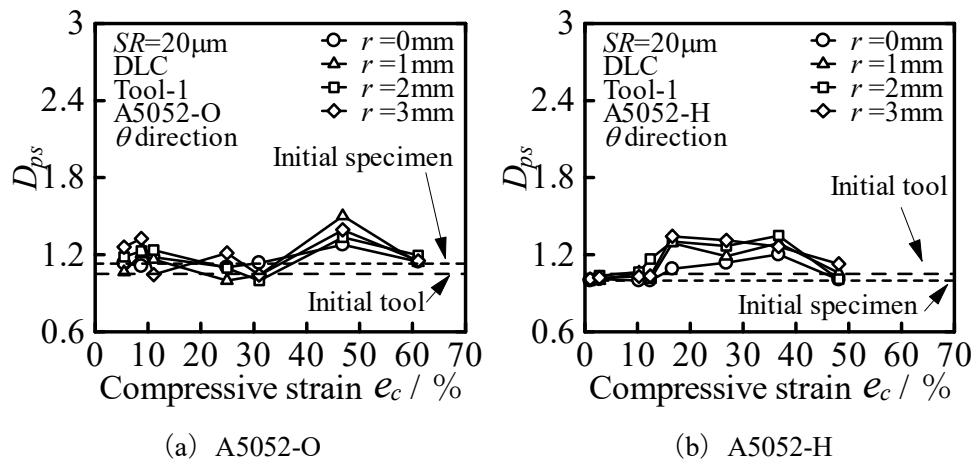 3
2.4
1.8
1.2
0.6
D_ps
SR=20μm
DLC
Tool-1
A5052-O
θ direction
r =0mm
r =1mm
r =2mm
r =3mm
Initial specimen
Initial tool
0 10 20 30 40 50 60 70
Compressive strain e_c / %
(a) A5052-O
3
2.4
1.8
1.2
0.6
D_ps
SR=20μm
DLC
Tool-1
A5052-H
θ direction
r =0mm
r =1mm
r =2mm
r =3mm
Initial tool
Initial specimen
0 10 20 30 40 50 60 70
Compressive strain e_c / %
(b) A5052-H